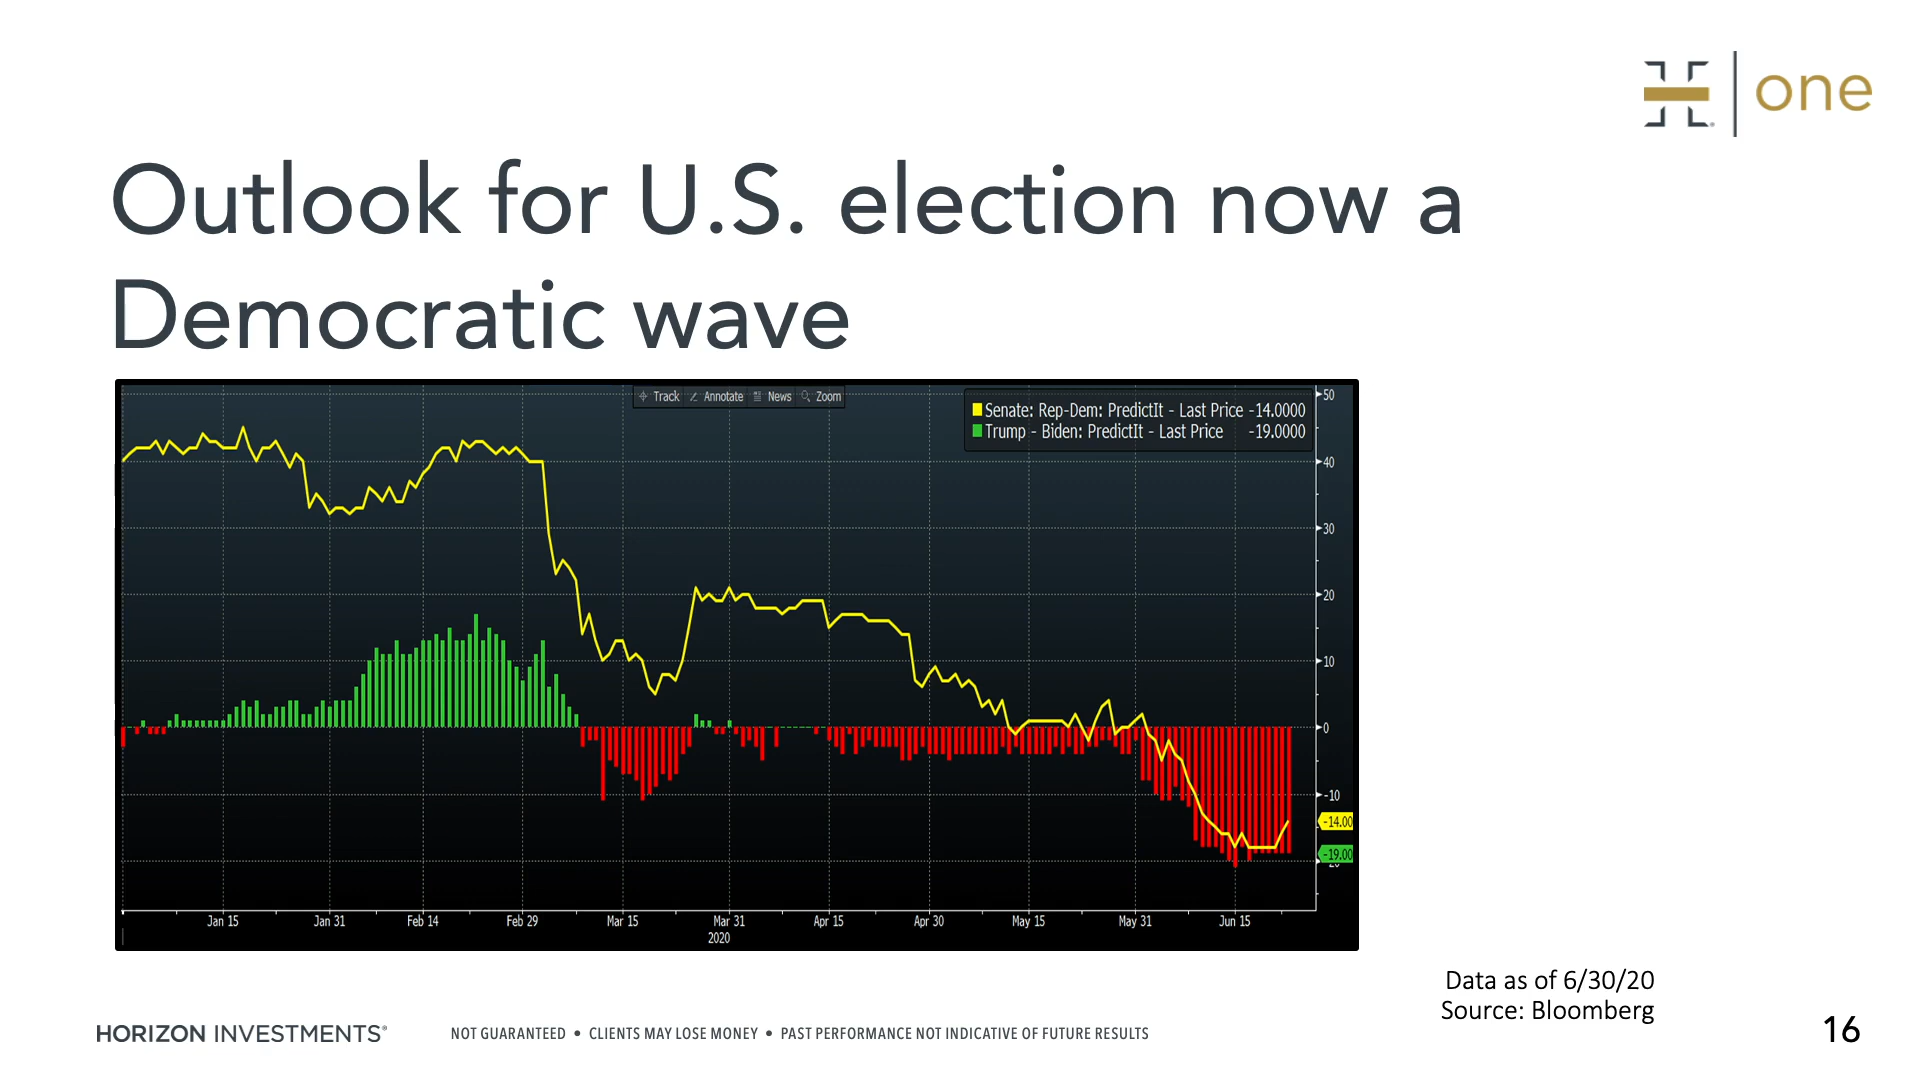 one
Outlook for U.S. election now a
Democratic wave
Track Annotate News Zoom
Senate: Rep-Dem: PredictIt - Last Price -14.0000
Trump - Biden: PredictIt - Last Price -19.0000
50
40
30
20
10
0
-10
-14.00
-19.00
Jan 15 Jan 31 Feb 14 Feb 29 Mar 15 Mar 31 Apr 15 Apr 30 May 15 May 31 Jun 15
2020
Data as of 6/30/20
Source: Bloomberg
HORIZON INVESTMENTS® NOT GUARANTEED • CLIENTS MAY LOSE MONEY • PAST PERFORMANCE NOT INDICATIVE OF FUTURE RESULTS
16